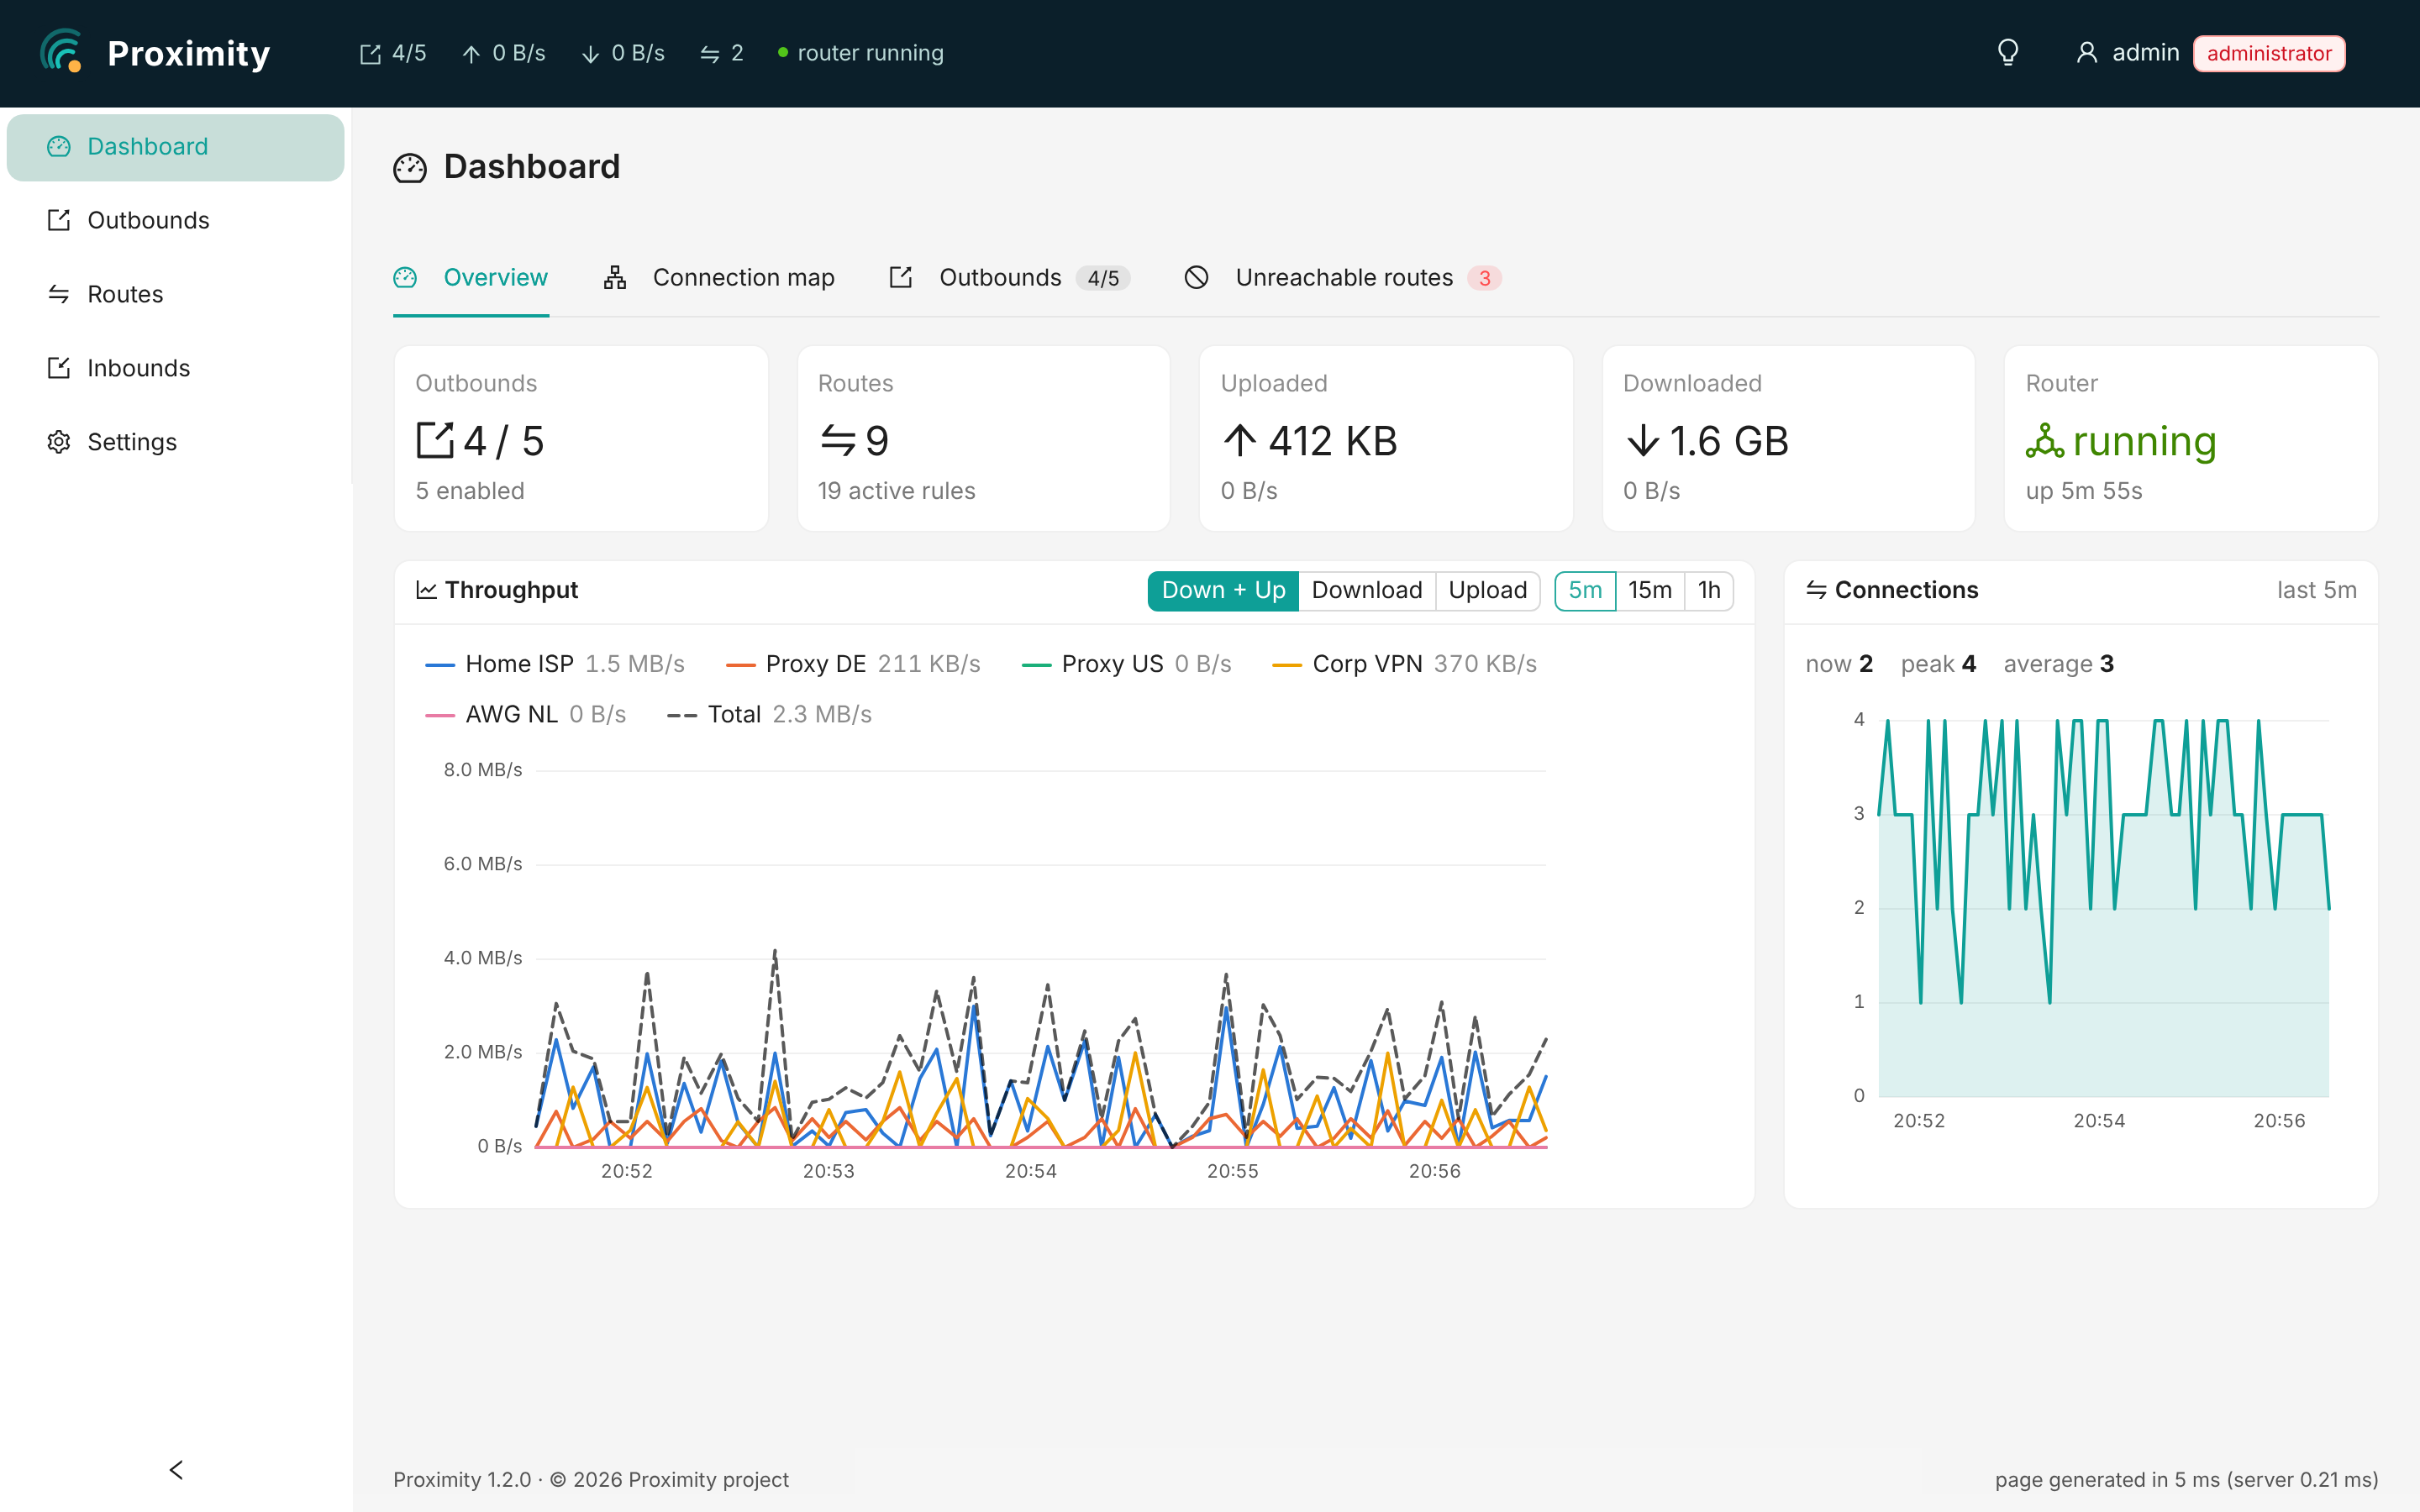 Proximity 4/5 0 B/s 0 B/s 2 router running admin administrator
Dashboard
Outbounds
Routes
Inbounds
Settings
Dashboard
Overview Connection map Outbounds 4/5 Unreachable routes 3
Outbounds
4 / 5
5 enabled
Routes
9
19 active rules
Uploaded
412 KB
0 B/s
Downloaded
1.6 GB
0 B/s
Router
running
up 5m 55s
Throughput Down + Up Download Upload 5m 15m 1h
Home ISP 1.5 MB/s Proxy DE 211 KB/s Proxy US 0 B/s Corp VPN 370 KB/s
AWG NL 0 B/s Total 2.3 MB/s
8.0 MB/s
6.0 MB/s
4.0 MB/s
2.0 MB/s
0 B/s
20:52 20:53 20:54 20:55 20:56
Connections last 5m
now 2 peak 4 average 3
4
3
2
1
0
20:52 20:54 20:56
Proximity 1.2.0 · © 2026 Proximity project
page generated in 5 ms (server 0.21 ms)